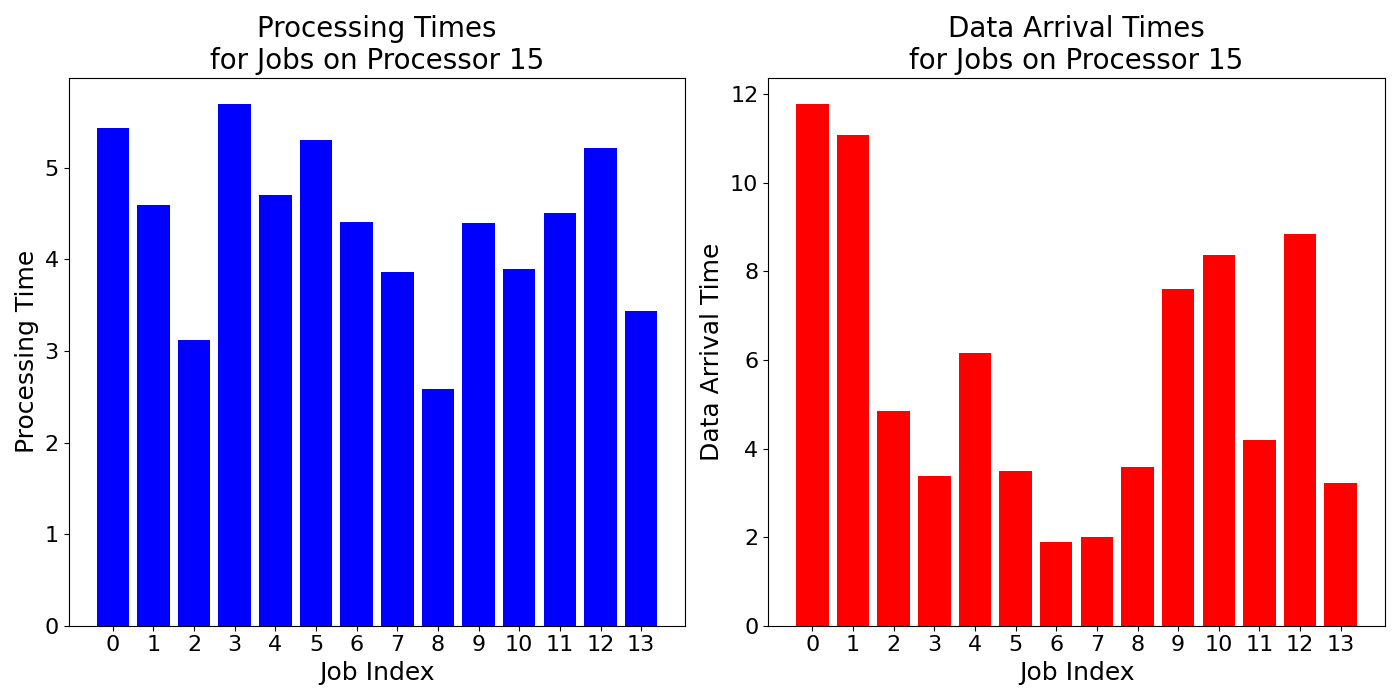 Processing Times
for Jobs on Processor 15
Processing Time
5
4
3
2
1
0
0 1 2 3 4 5 6 7 8 9 10 11 12 13
Job Index
Data Arrival Times
for Jobs on Processor 15
Data Arrival Time
12
10
8
6
4
2
0
0 1 2 3 4 5 6 7 8 9 10 11 12 13
Job Index